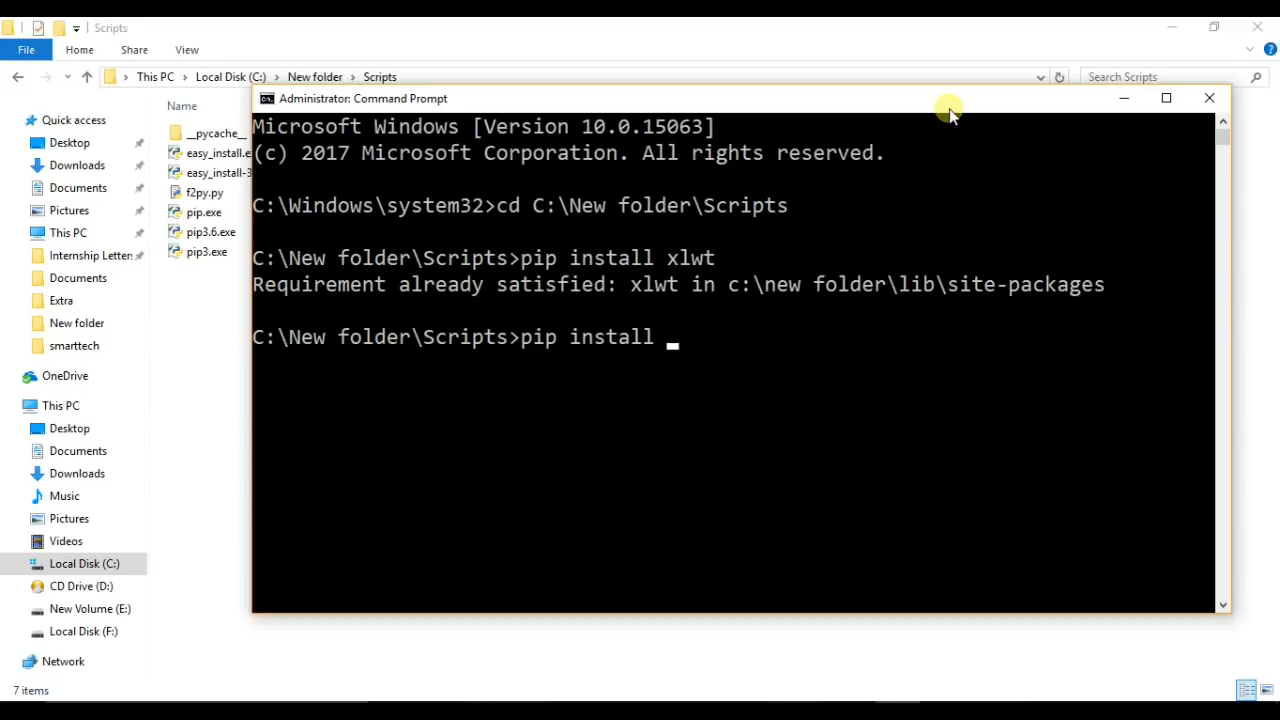 Scripts
File Home Share View
This PC Local Disk (C:) New folder Scripts Search Scripts
Name
Quick access
Desktop
Downloads
Documents
Pictures
This PC
Internship Letter
Documents
Extra
New folder
smarttech
OneDrive
This PC
Desktop
Documents
Downloads
Music
Pictures
Videos
Local Disk (C:)
CD Drive (D:)
New Volume (E:)
Local Disk (F:)
Network
7 items
__pycache__
easy_install.e
easy_install-3
f2py.py
pip.exe
pip3.6.exe
pip3.exe
Administrator: Command Prompt
Microsoft Windows [Version 10.0.15063]
(c) 2017 Microsoft Corporation. All rights reserved.
C:\Windows\system32>cd C:\New folder\Scripts
C:\New folder\Scripts>pip install xlwt
Requirement already satisfied: xlwt in c:\new folder\lib\site-packages
C:\New folder\Scripts>pip install